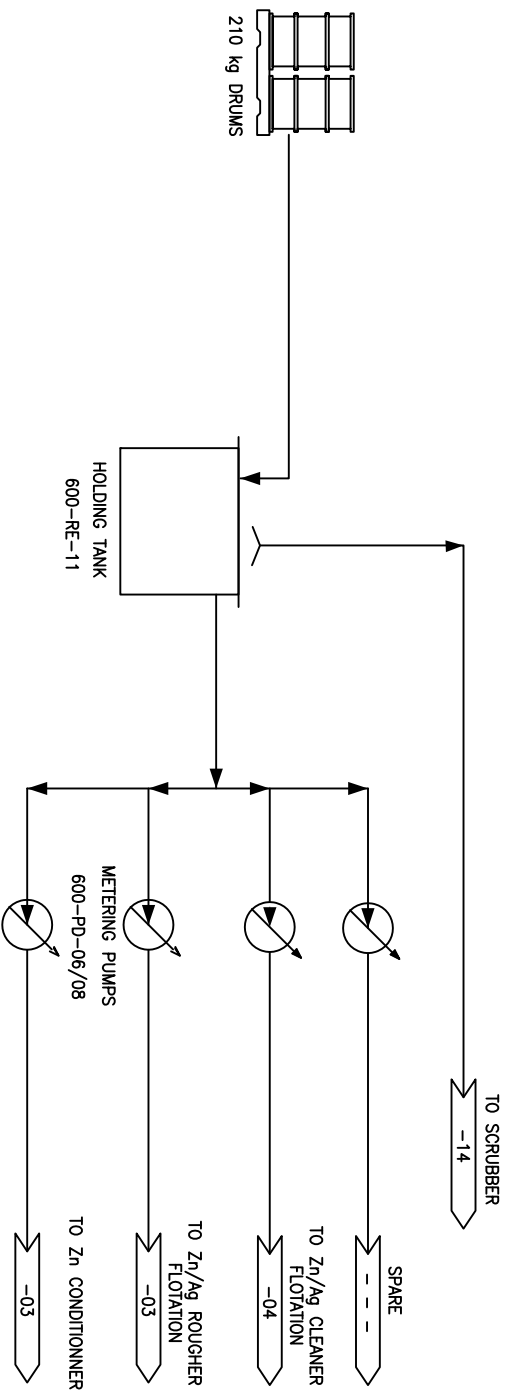 210 kg DRUMS
HOLDING TANK
600-RE-11
METERING PUMPS
600-PD-06/08
TO SCRUBBER
-14
SPARE
- - -
TO Zn/Ag CLEANER
FLOTATION
-04
TO Zn/Ag ROUGHER
FLOTATION
-03
TO Zn CONDITIONNER
-03